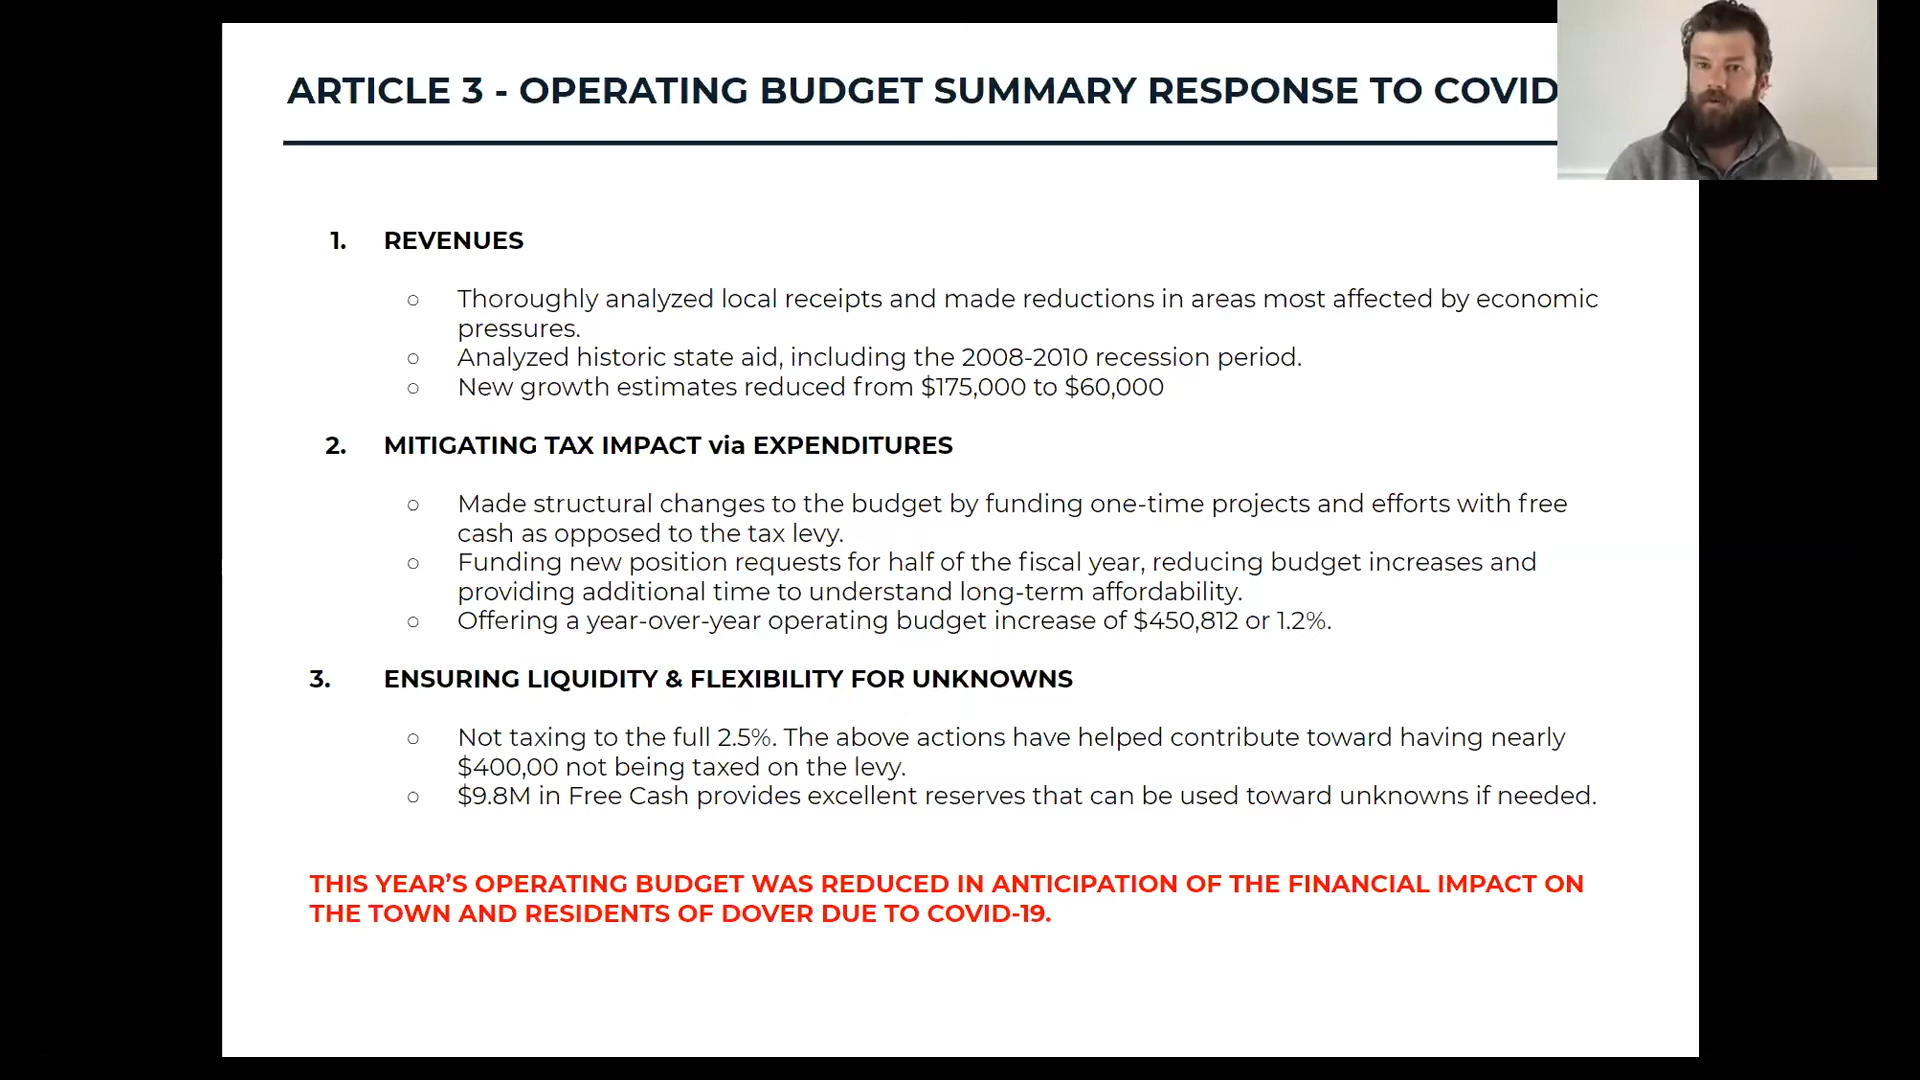 ARTICLE 3 - OPERATING BUDGET SUMMARY RESPONSE TO COVID
1. REVENUES
○ Thoroughly analyzed local receipts and made reductions in areas most affected by economic
pressures.
○ Analyzed historic state aid, including the 2008-2010 recession period.
○ New growth estimates reduced from $175,000 to $60,000
2. MITIGATING TAX IMPACT via EXPENDITURES
○ Made structural changes to the budget by funding one-time projects and efforts with free
cash as opposed to the tax levy.
○ Funding new position requests for half of the fiscal year, reducing budget increases and
providing additional time to understand long-term affordability.
○ Offering a year-over-year operating budget increase of $450,812 or 1.2%.
3. ENSURING LIQUIDITY & FLEXIBILITY FOR UNKNOWNS
○ Not taxing to the full 2.5%. The above actions have helped contribute toward having nearly
$400,00 not being taxed on the levy.
○ $9.8M in Free Cash provides excellent reserves that can be used toward unknowns if needed.
THIS YEAR’S OPERATING BUDGET WAS REDUCED IN ANTICIPATION OF THE FINANCIAL IMPACT ON
THE TOWN AND RESIDENTS OF DOVER DUE TO COVID-19.